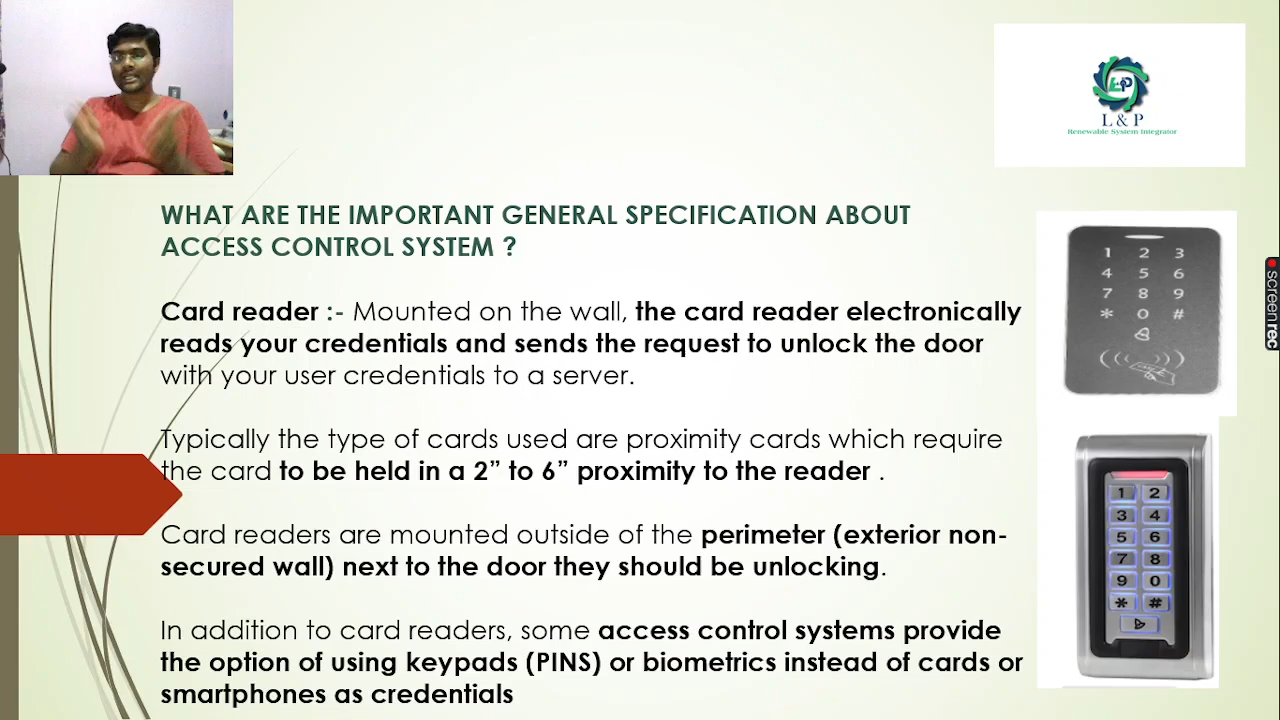 L&P
L & P
Renewable System Integrator
WHAT ARE THE IMPORTANT GENERAL SPECIFICATION ABOUT
ACCESS CONTROL SYSTEM ?
Card reader :- Mounted on the wall, the card reader electronically
reads your credentials and sends the request to unlock the door
with your user credentials to a server.
Typically the type of cards used are proximity cards which require
the card to be held in a 2” to 6” proximity to the reader .
Card readers are mounted outside of the perimeter (exterior non-
secured wall) next to the door they should be unlocking.
In addition to card readers, some access control systems provide
the option of using keypads (PINS) or biometrics instead of cards or
smartphones as credentials
1 2 3
4 5 6
7 8 9
* 0 #
1 2
3 4
5 6
7 8
9 0
* #
screenrec